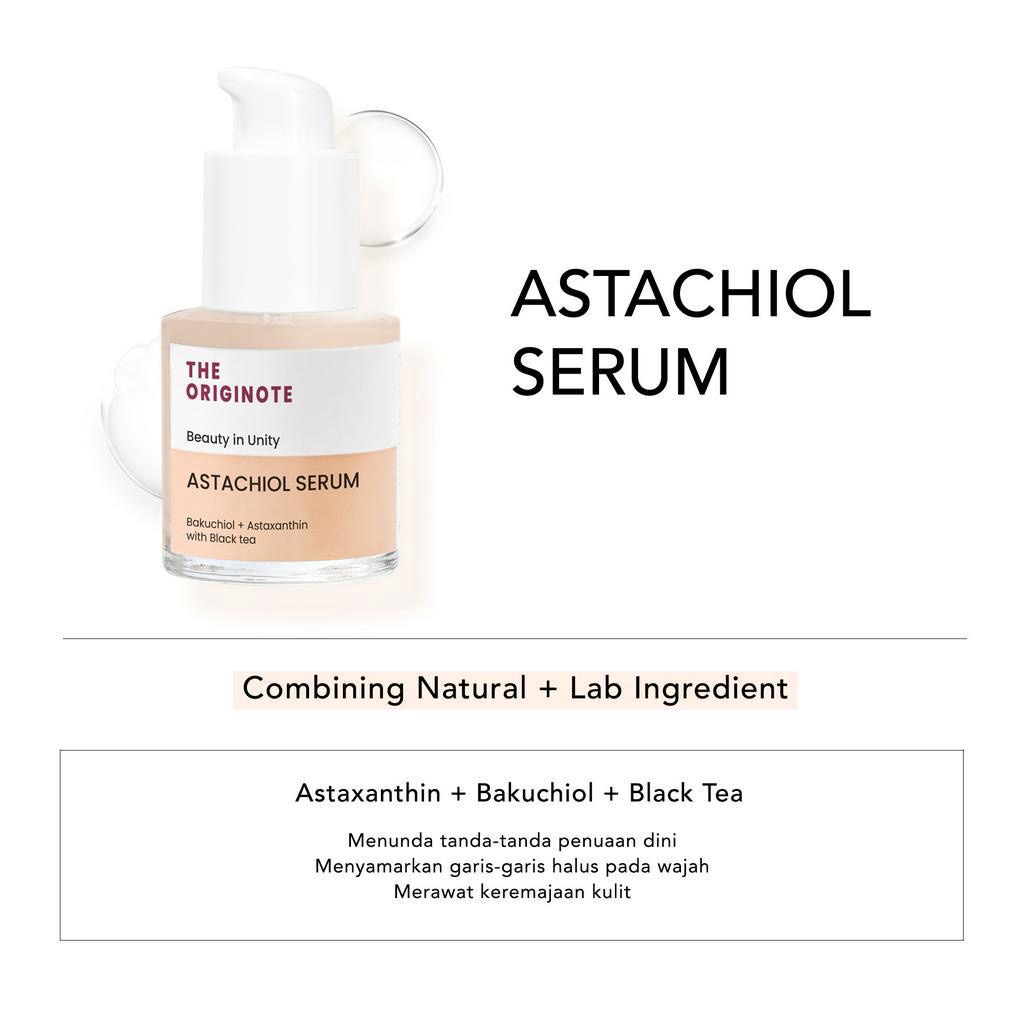 THE
ORIGINOTE
Beauty in Unity
ASTACHIOL SERUM
Bakuchiol + Astaxanthin
with Black tea
ASTACHIOL
SERUM
Combining Natural + Lab Ingredient
Astaxanthin + Bakuchiol + Black Tea
Menunda tanda-tanda penuaan dini
Menyamarkan garis-garis halus pada wajah
Merawat keremajaan kulit